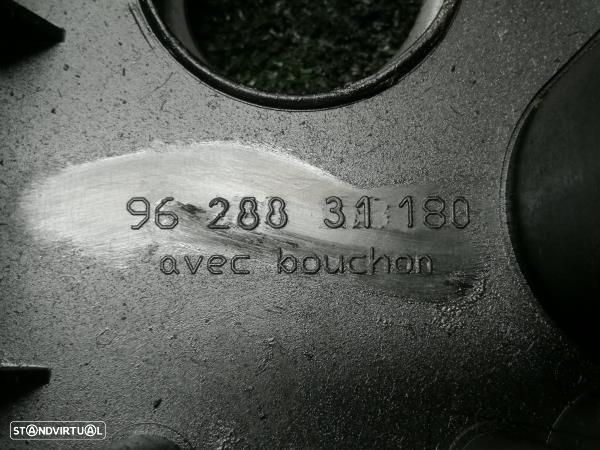 96 288 31 180
avec bouchon
STANDVIRTUAL